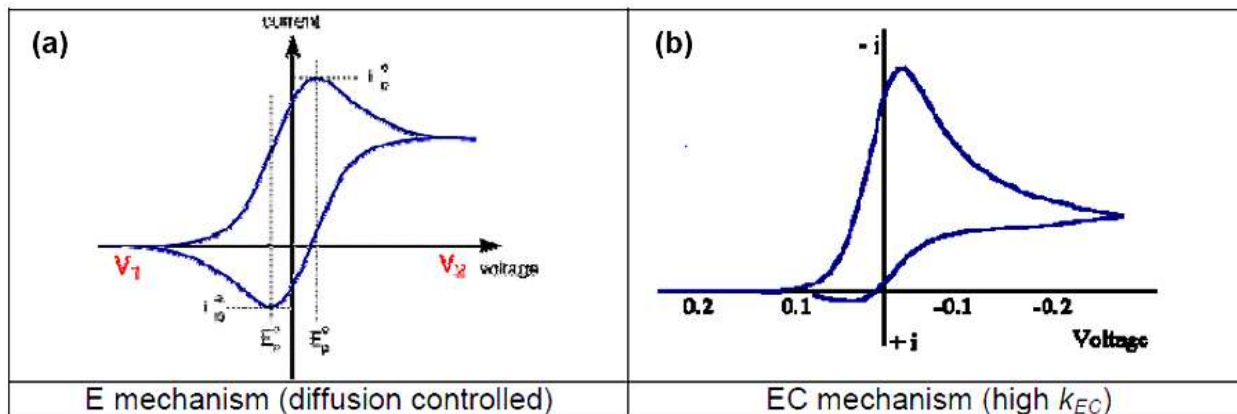 (a)
current
V1
V2
voltage
E mechanism (diffusion controlled)
(b)
- i
0.2
0.1
-0.1
-0.2
+ i
Voltage
EC mechanism (high kEC)